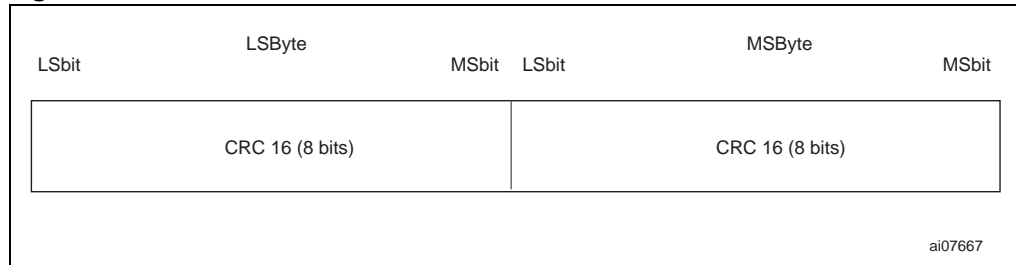 LSByte MSByte
LSbit MSbit LSbit MSbit
CRC 16 (8 bits) CRC 16 (8 bits)
ai07667